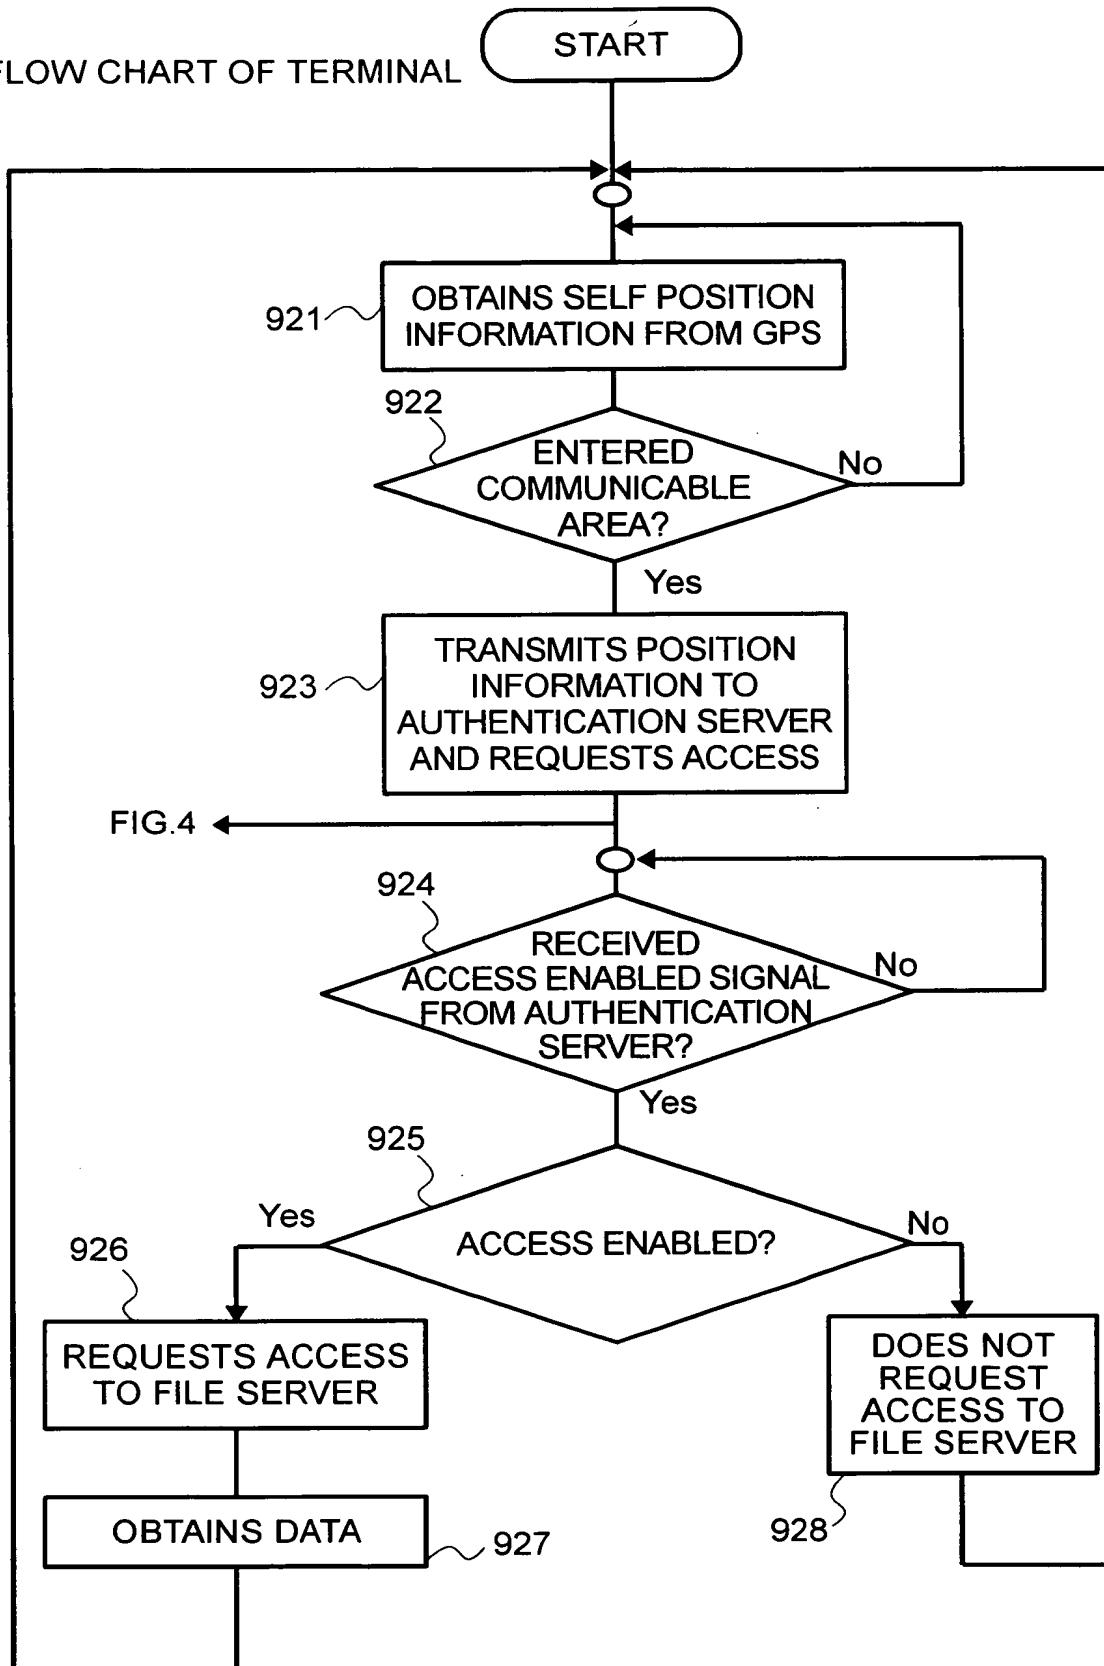 START
FLOW CHART OF TERMINAL
921
OBTAINS SELF POSITION
INFORMATION FROM GPS
922
ENTERED
COMMUNICABLE
AREA?
No
Yes
923
TRANSMITS POSITION
INFORMATION TO
AUTHENTICATION SERVER
AND REQUESTS ACCESS
FIG.4
924
RECEIVED
ACCESS ENABLED SIGNAL
FROM AUTHENTICATION
SERVER?
No
Yes
925
ACCESS ENABLED?
Yes
No
926
REQUESTS ACCESS
TO FILE SERVER
DOES NOT
REQUEST
ACCESS TO
FILE SERVER
928
OBTAINS DATA
927